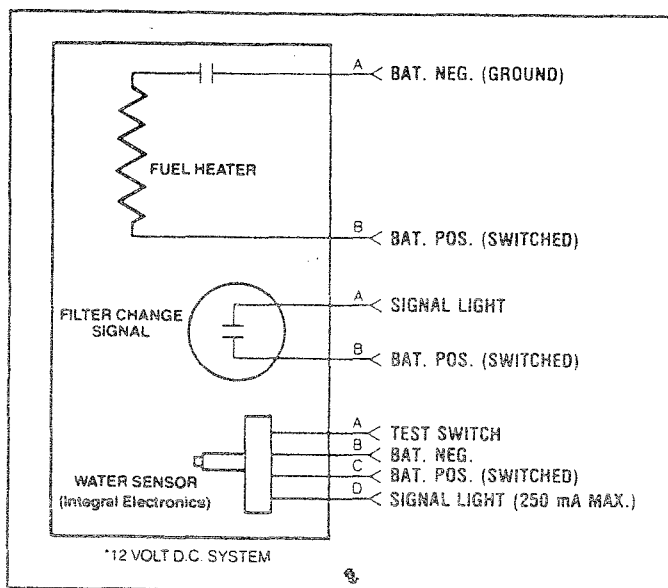 A BAT. NEG. (GROUND)
FUEL HEATER
B BAT. POS. (SWITCHED)
A SIGNAL LIGHT
FILTER CHANGE
SIGNAL
B BAT. POS. (SWITCHED)
A TEST SWITCH
B BAT. NEG.
C BAT. POS. (SWITCHED)
D SIGNAL LIGHT (250 mA MAX.)
WATER SENSOR
(Integral Electronics)
*12 VOLT D.C. SYSTEM